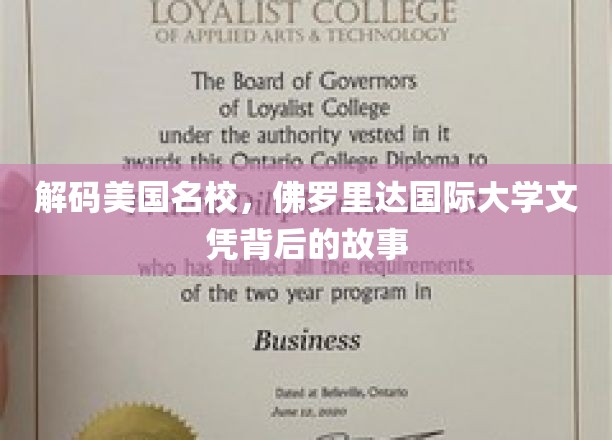 LOYALIST COLLEGE
OF APPLIED ARTS & TECHNOLOGY
The Board of Governors
of Loyalist College
under the authority vested in it
awards this Ontario College Diploma to
解码美国名校，佛罗里达国际大学文
凭背后的故事
who has fulfilled all the requirements
of the two year program in
Business
Dated at Belleville, Ontario
June 12, 2020